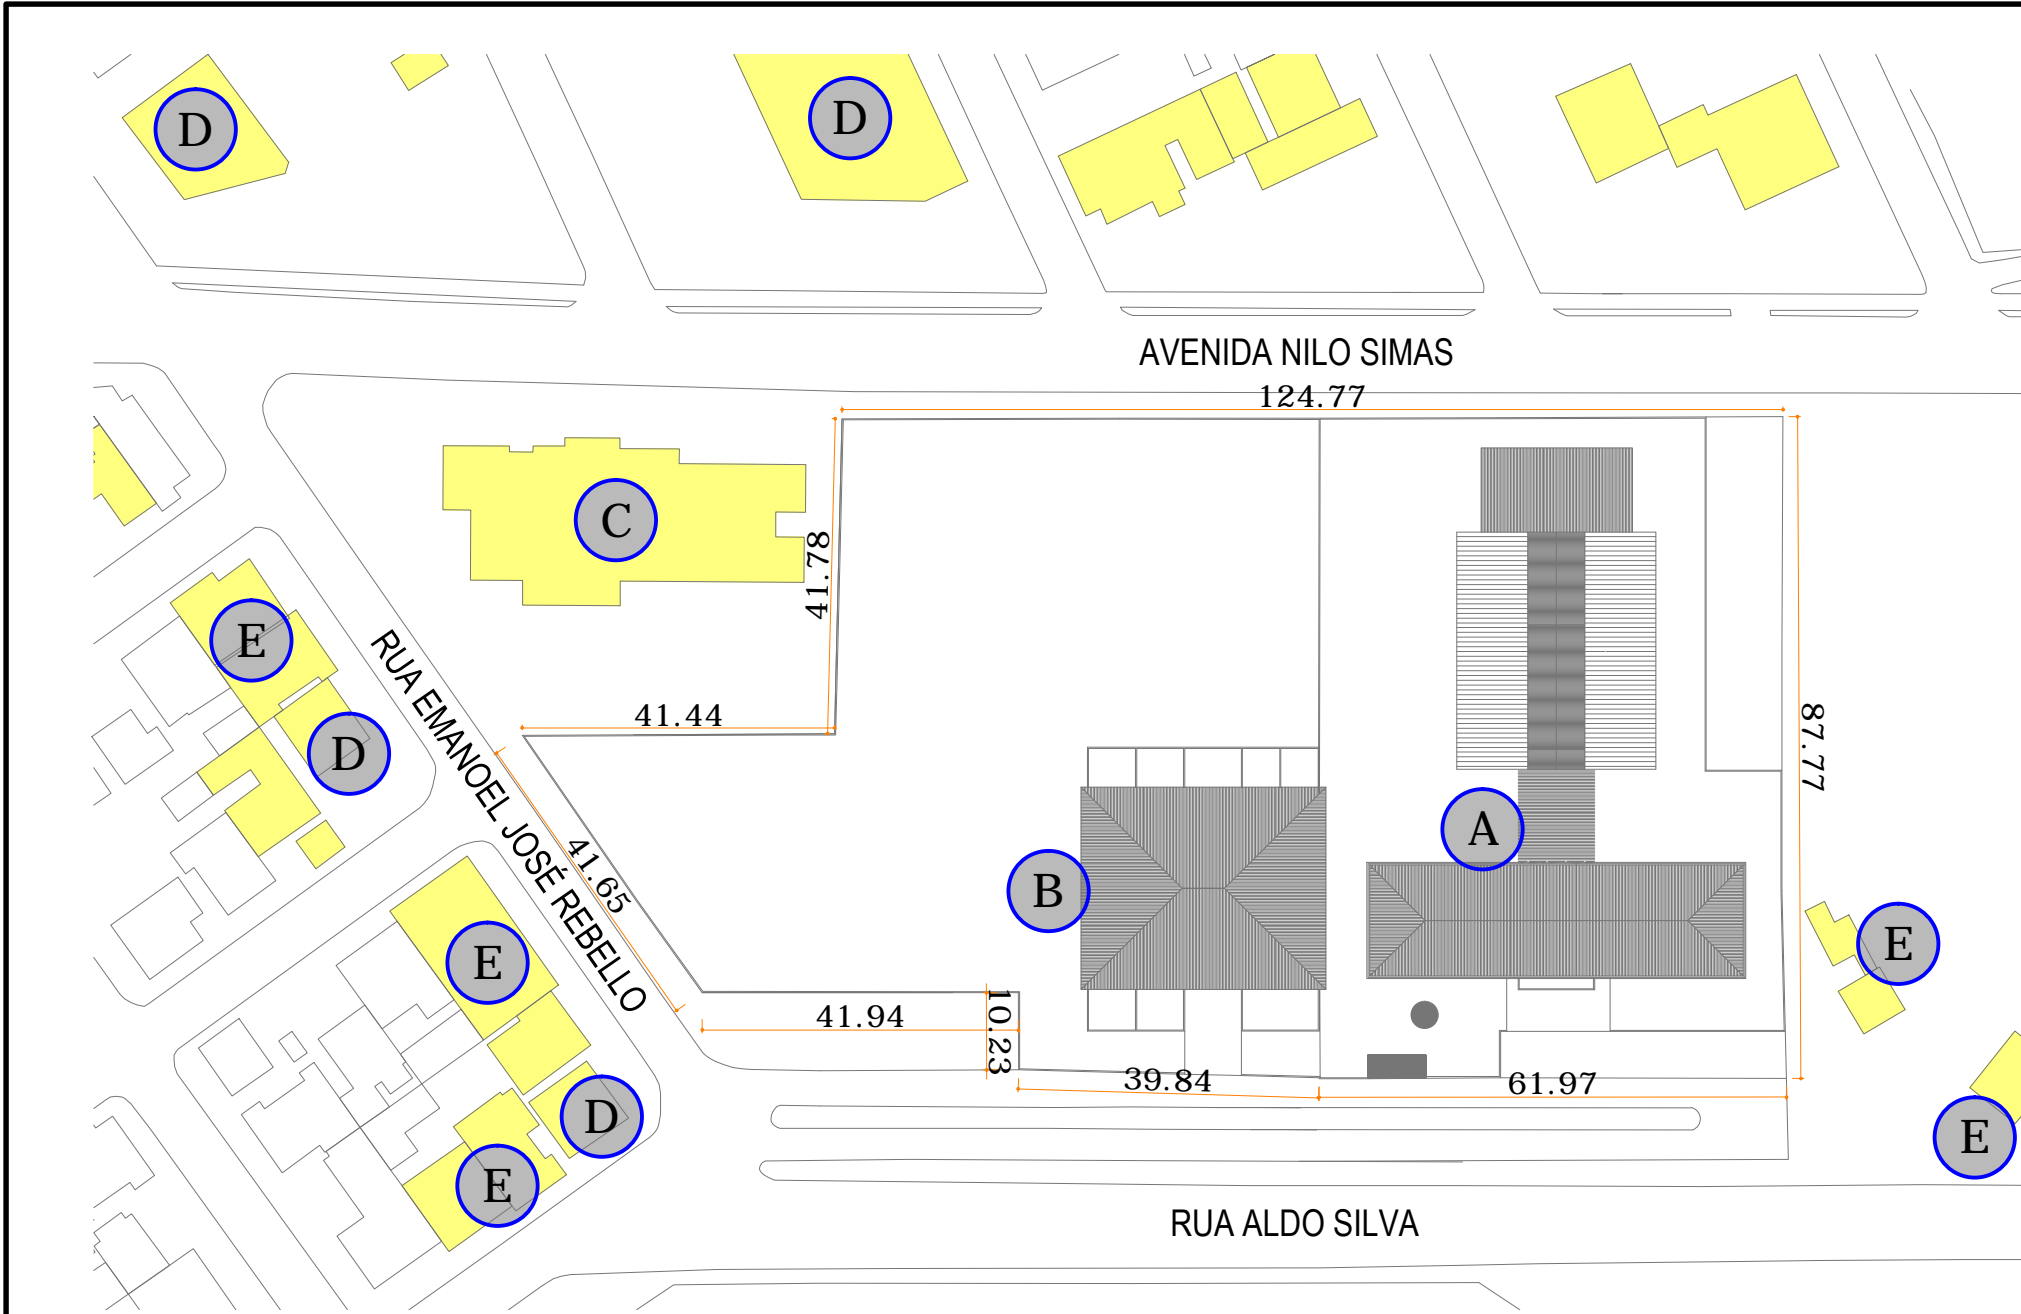 D
D
AVENIDA NILO SIMAS
124.77
C
41.78
E
RUA EMANOEL JOSÉ REBELLO
41.44
D
87.77
A
41.65
B
E
E
41.94
10.23
39.84
61.97
D
E
E
RUA ALDO SILVA